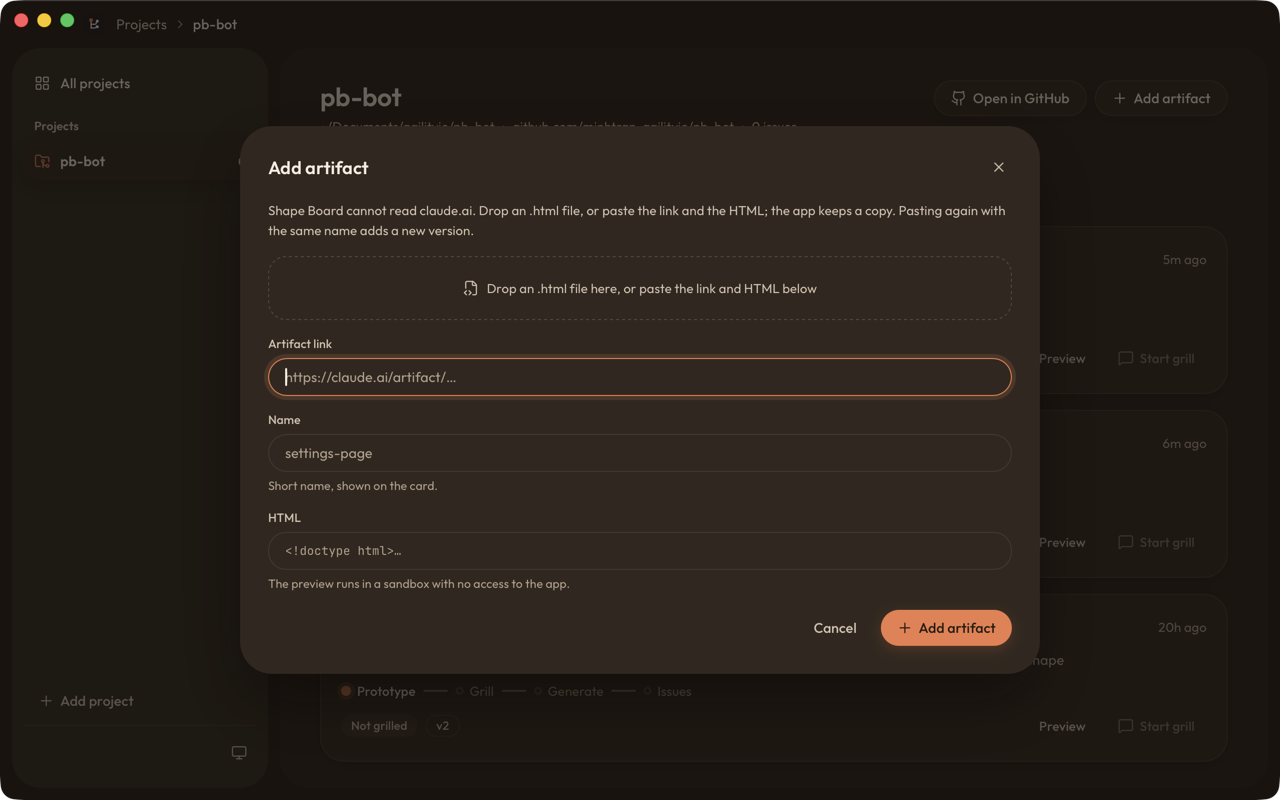 Projects > pb-bot
All projects
Projects
pb-bot
Add project
pb-bot
Open in GitHub
Add artifact
Add artifact
Shape Board cannot read claude.ai. Drop an .html file, or paste the link and the HTML; the app keeps a copy. Pasting again with
the same name adds a new version.
Drop an .html file here, or paste the link and HTML below
Artifact link
https://claude.ai/artifact/…
Name
settings-page
Short name, shown on the card.
HTML
<!doctype html>…
The preview runs in a sandbox with no access to the app.
Cancel
Add artifact
5m ago
Preview
Start grill
6m ago
Preview
Start grill
20h ago
Prototype
Grill
Generate
Issues
Not grilled
v2
Preview
Start grill